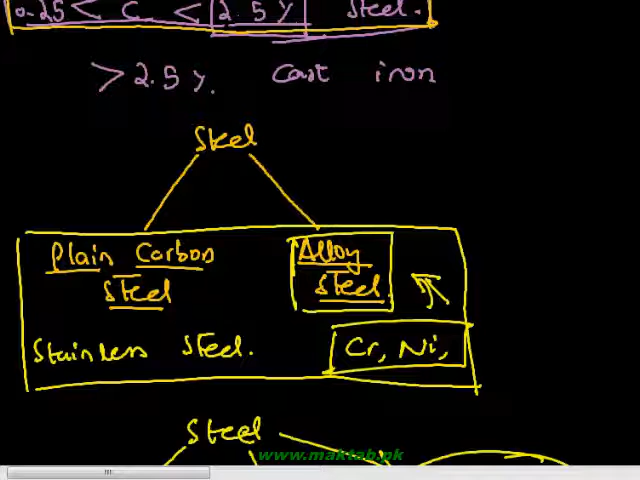 0.25 < C < 2.5 % Steel.
> 2.5 %. Cast iron
Steel
Plain Carbon Alloy
Steel Steel
Stainless Steel. Cr, Ni,
Steel
www.maktab.pk